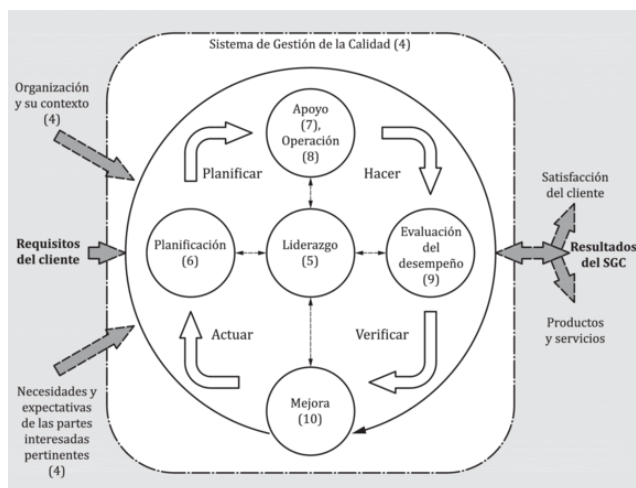 Sistema de Gestión de la Calidad (4)
Organización
y su contexto
(4)
Apoyo
(7),
Operación
(8)
Planificar
Hacer
Satisfacción
del cliente
Requisitos
del cliente
Planificación
(6)
Liderazgo
(5)
Evaluación
del
desempeño
(9)
Resultados
del SGC
Actuar
Verificar
Productos
y servicios
Necesidades y
expectativas
de las partes
interesadas
pertinentes
(4)
Mejora
(10)